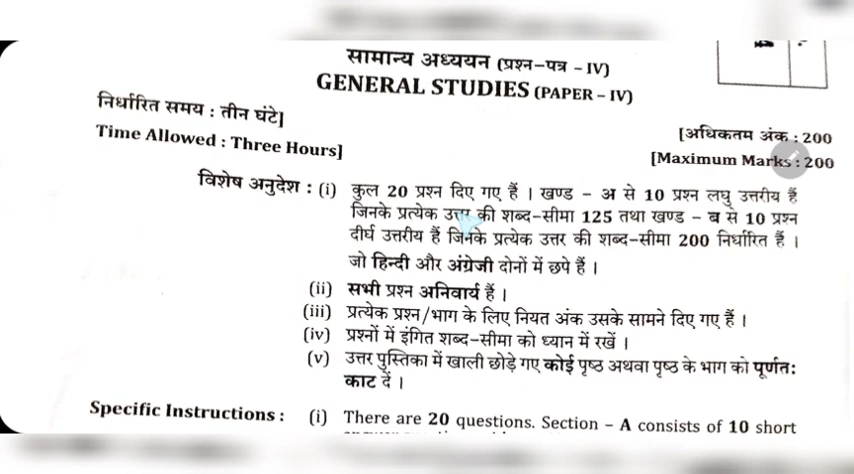 सामान्य अध्ययन (प्रश्न-पत्र - IV)
GENERAL STUDIES (PAPER - IV)
निर्धारित समय : तीन घंटे]
[अधिकतम अंक : 200
Time Allowed : Three Hours]
[Maximum Marks : 200
विशेष अनुदेश : (i) कुल 20 प्रश्न दिए गए हैं । खण्ड - अ से 10 प्रश्न लघु उत्तरीय हैं
जिनके प्रत्येक उत्तर की शब्द-सीमा 125 तथा खण्ड - ब से 10 प्रश्न
दीर्घ उत्तरीय हैं जिनके प्रत्येक उत्तर की शब्द-सीमा 200 निर्धारित हैं ।
जो हिन्दी और अंग्रेजी दोनों में छपे हैं ।
(ii) सभी प्रश्न अनिवार्य हैं ।
(iii) प्रत्येक प्रश्न/भाग के लिए नियत अंक उसके सामने दिए गए हैं ।
(iv) प्रश्नों में इंगित शब्द-सीमा को ध्यान में रखें ।
(v) उत्तर पुस्तिका में खाली छोड़े गए कोई पृष्ठ अथवा पृष्ठ के भाग को पूर्णतः
काट दें ।
Specific Instructions : (i) There are 20 questions. Section - A consists of 10 short